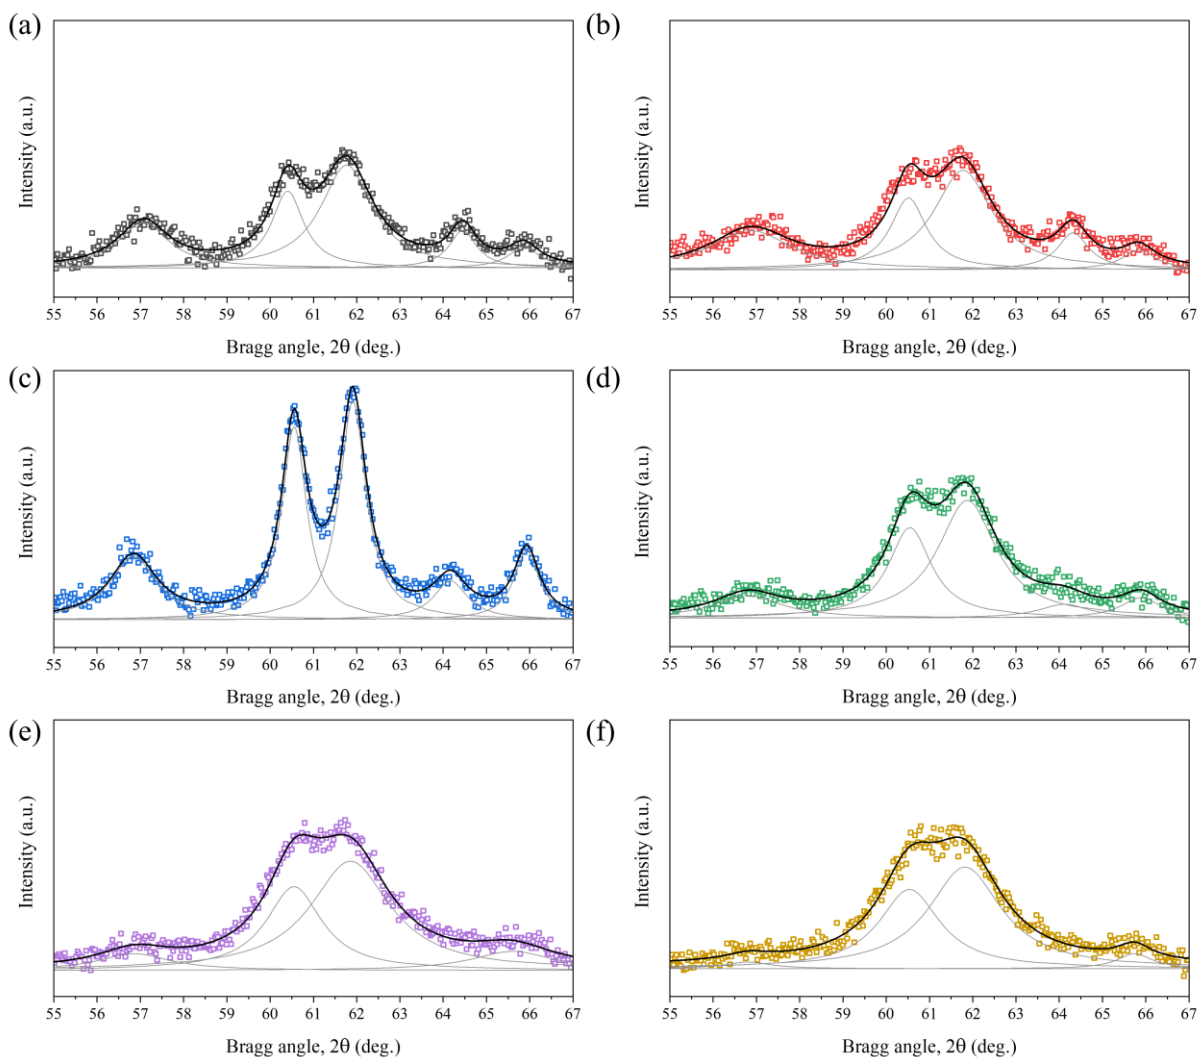 (a)
Intensity (a.u.)
55 56 57 58 59 60 61 62 63 64 65 66 67
Bragg angle, 2θ (deg.)
(b)
Intensity (a.u.)
55 56 57 58 59 60 61 62 63 64 65 66 67
Bragg angle, 2θ (deg.)
(c)
Intensity (a.u.)
55 56 57 58 59 60 61 62 63 64 65 66 67
Bragg angle, 2θ (deg.)
(d)
Intensity (a.u.)
55 56 57 58 59 60 61 62 63 64 65 66 67
Bragg angle, 2θ (deg.)
(e)
Intensity (a.u.)
55 56 57 58 59 60 61 62 63 64 65 66 67
Bragg angle, 2θ (deg.)
(f)
Intensity (a.u.)
55 56 57 58 59 60 61 62 63 64 65 66 67
Bragg angle, 2θ (deg.)